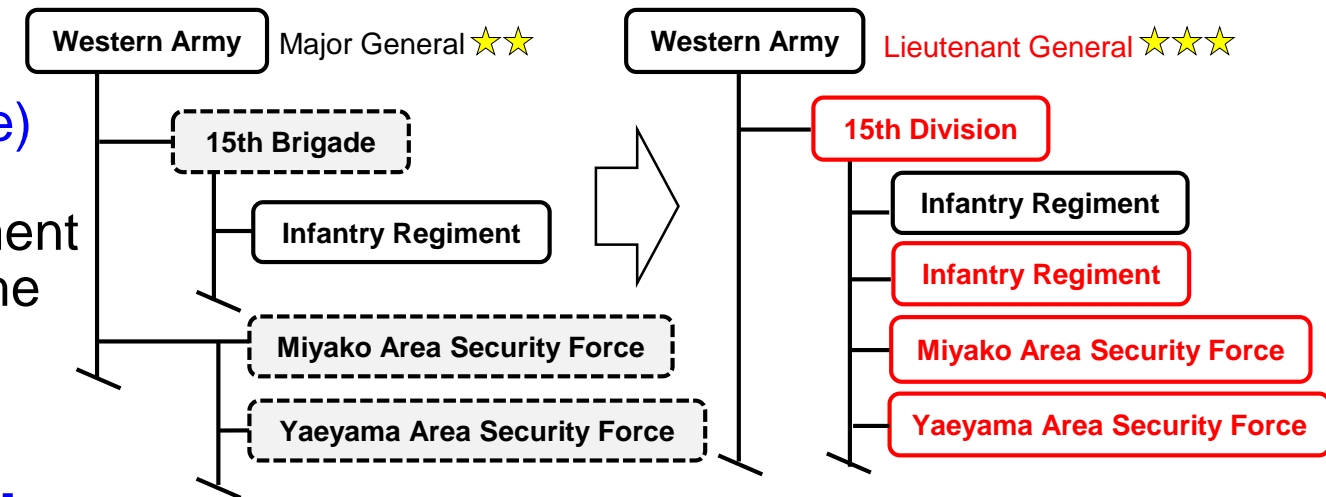 Western Army
Major General
15th Brigade
Infantry Regiment
Miyako Area Security Force
Yaeyama Area Security Force
Western Army
Lieutenant General
15th Division
Infantry Regiment
Infantry Regiment
Miyako Area Security Force
Yaeyama Area Security Force